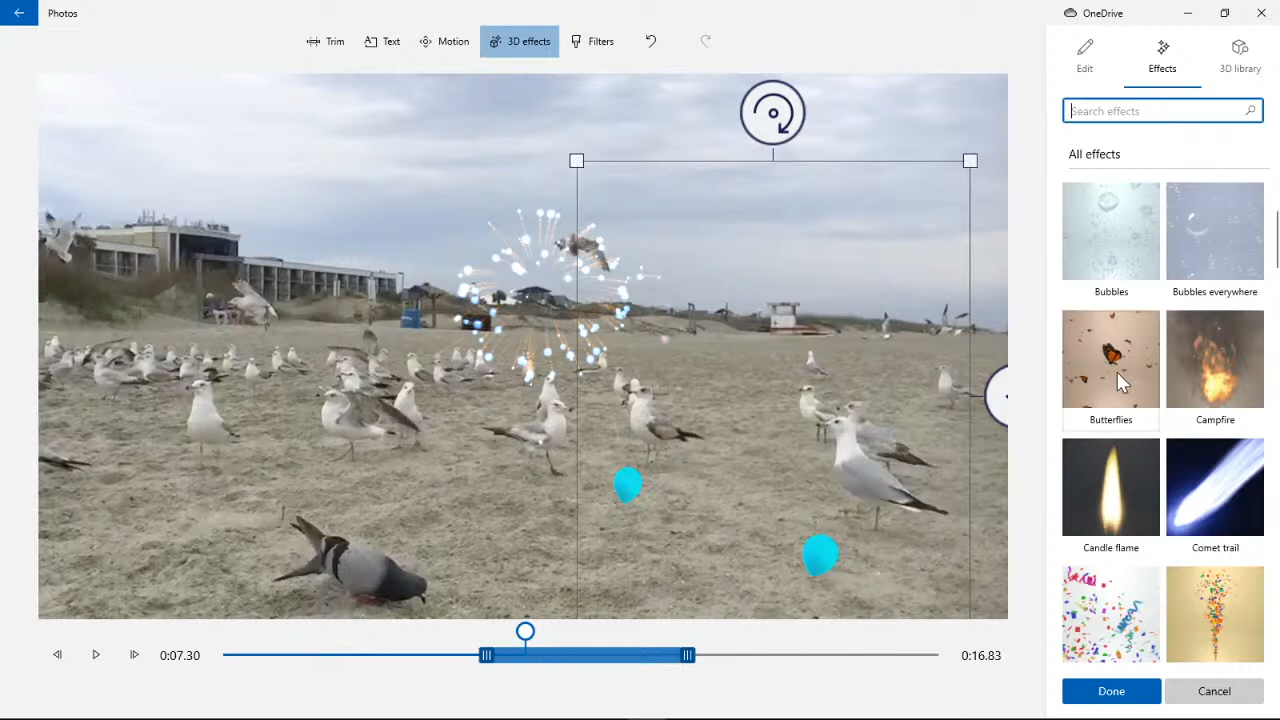 Photos
OneDrive
Trim
Text
Motion
3D effects
Filters
Edit
Effects
3D library
Search effects
All effects
Bubbles
Bubbles everywhere
Butterflies
Campfire
Candle flame
Comet trail
0:07.30
0:16.83
Done
Cancel